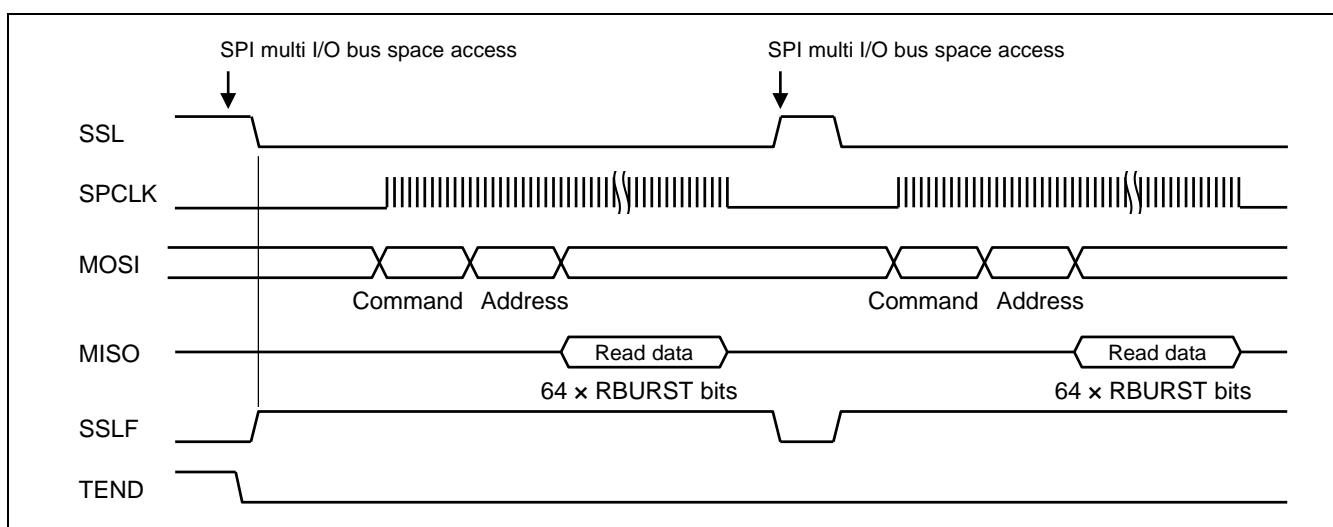 SPI multi I/O bus space access SPI multi I/O bus space access
SSL
SPCLK
MOSI
Command Address Command Address
MISO Read data Read data
64 × RBURST bits 64 × RBURST bits
SSLF
TEND